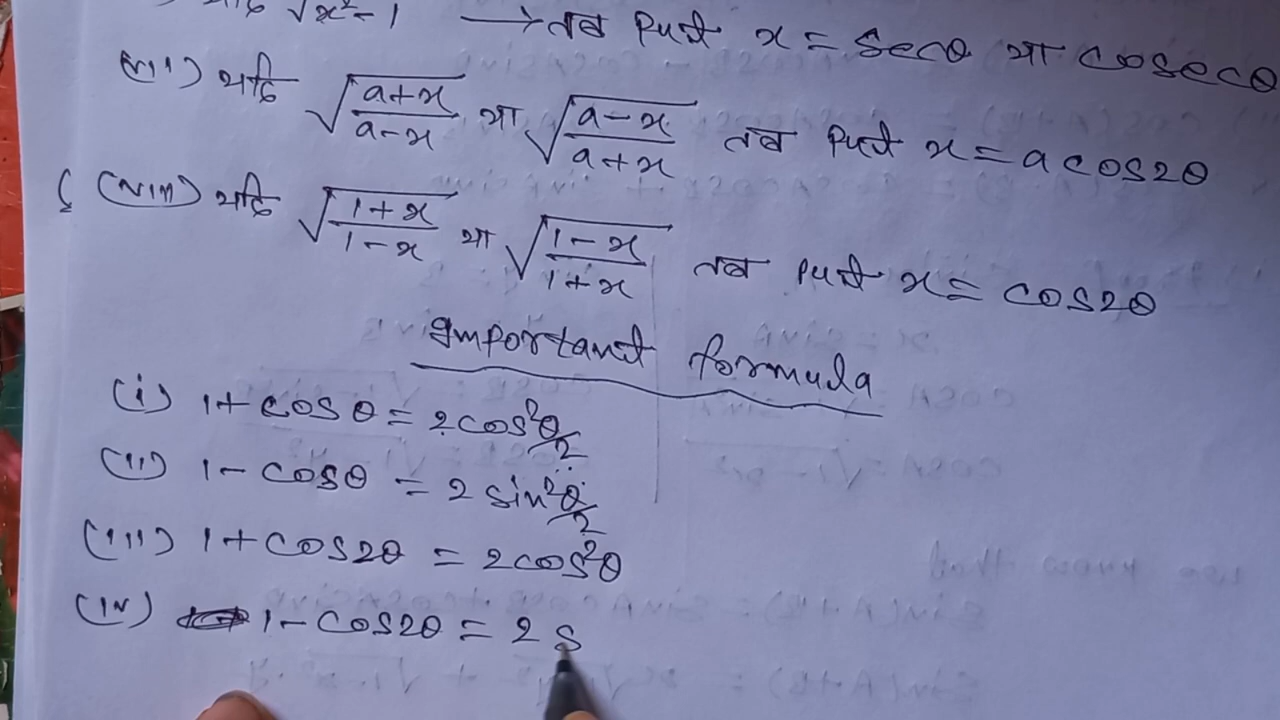 यदि √x²-1 → तब put x = secθ या cosecθ
(vii) यदि √(a+x)/(a-x) या √(a-x)/(a+x) तब put x = a cos2θ
(viii) यदि √(1+x)/(1-x) या √(1-x)/(1+x) तब put x = cos2θ
Important formula
(i) 1+cosθ = 2cos²θ/2
(ii) 1-cosθ = 2sin²θ/2
(iii) 1+cos2θ = 2cos²θ
(iv) 1-cos2θ = 2 s